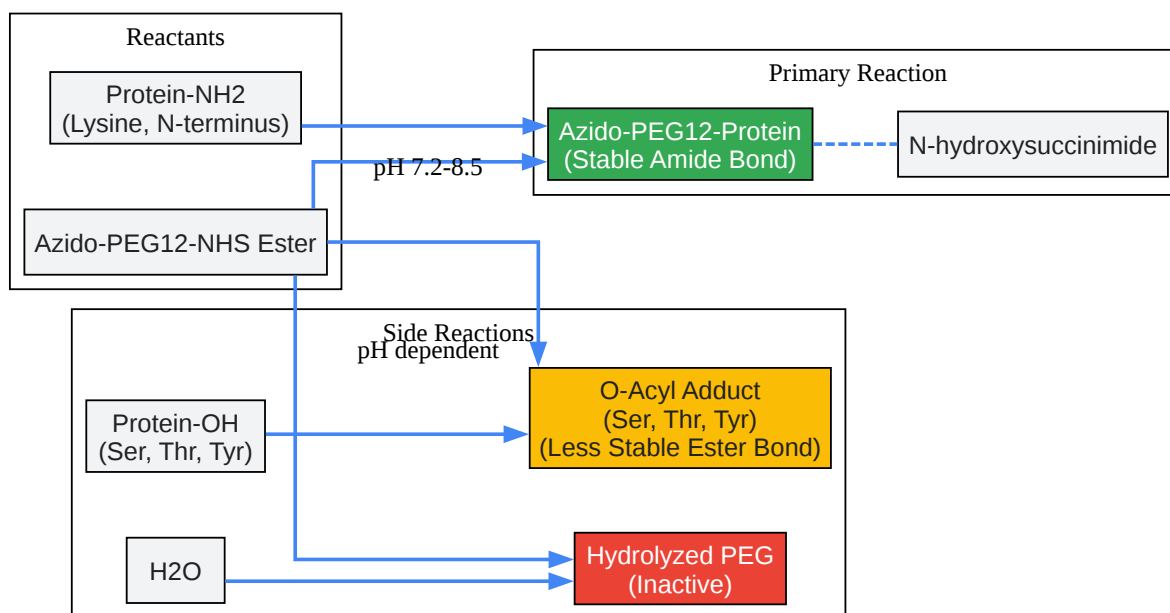 Reactants
Protein-NH2
(Lysine, N-terminus)
Azido-PEG12-NHS Ester
Primary Reaction
Azido-PEG12-Protein
(Stable Amide Bond)
N-hydroxysuccinimide
pH 7.2-8.5
Side Reactions
pH dependent
Protein-OH
(Ser, Thr, Tyr)
O-Acyl Adduct
(Ser, Thr, Tyr)
(Less Stable Ester Bond)
H2O
Hydrolyzed PEG
(Inactive)